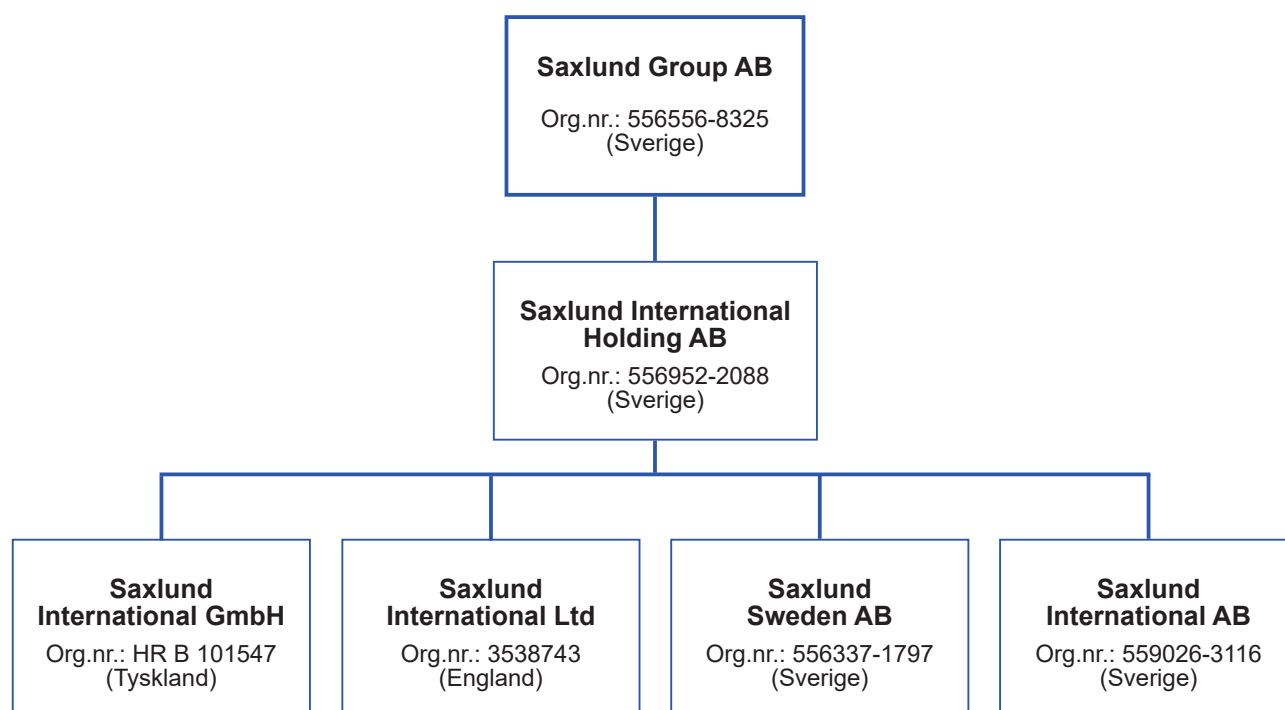 Saxlund Group AB
Org.nr.: 556556-8325
(Sverige)
Saxlund International
Holding AB
Org.nr.: 556952-2088
(Sverige)
Saxlund
International GmbH
Org.nr.: HR B 101547
(Tyskland)
Saxlund
International Ltd
Org.nr.: 3538743
(England)
Saxlund
Sweden AB
Org.nr.: 556337-1797
(Sverige)
Saxlund
International AB
Org.nr.: 559026-3116
(Sverige)